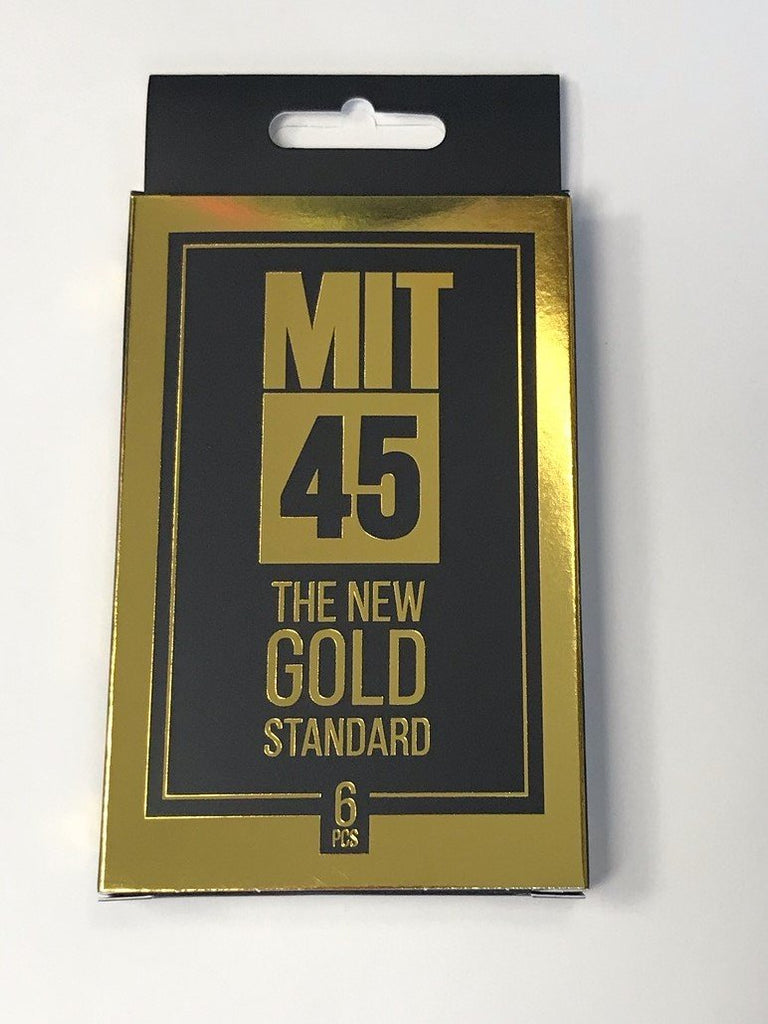 MIT
45
THE NEW
GOLD
STANDARD
6
PCS